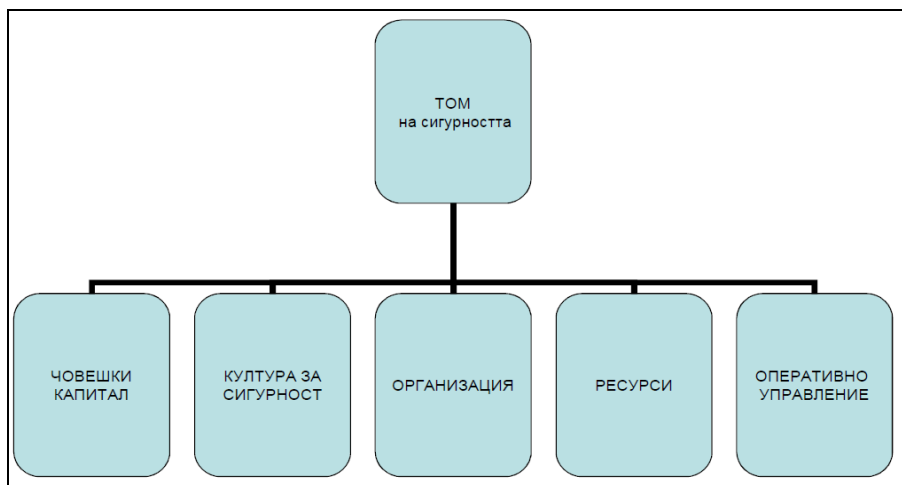 ТОМ
на сигурността
ЧОВЕШКИ
КАПИТАЛ
КУЛТУРА ЗА
СИГУРНОСТ
ОРГАНИЗАЦИЯ
РЕСУРСИ
ОПЕРАТИВНО
УПРАВЛЕНИЕ